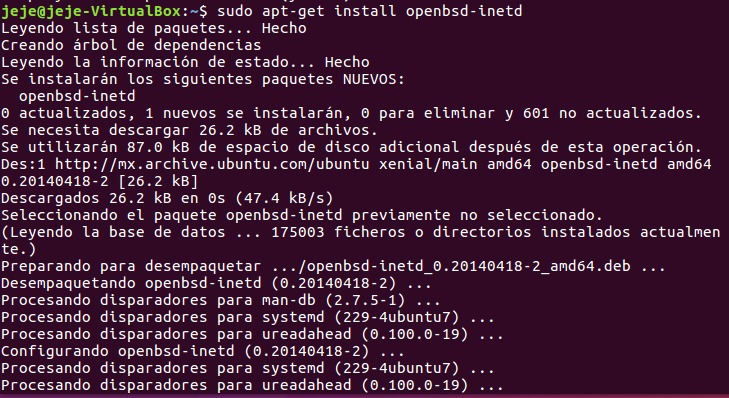 jeje@jeje-VirtualBox:~$ sudo apt-get install openbsd-inetd
Leyendo lista de paquetes... Hecho
Creando árbol de dependencias
Leyendo la información de estado... Hecho
Se instalarán los siguientes paquetes NUEVOS:
  openbsd-inetd
0 actualizados, 1 nuevos se instalarán, 0 para eliminar y 601 no actualizados.
Se necesita descargar 26.2 kB de archivos.
Se utilizarán 87.0 kB de espacio de disco adicional después de esta operación.
Des:1 http://mx.archive.ubuntu.com/ubuntu xenial/main amd64 openbsd-inetd amd64
0.20140418-2 [26.2 kB]
Descargados 26.2 kB en 0s (47.4 kB/s)
Seleccionando el paquete openbsd-inetd previamente no seleccionado.
(Leyendo la base de datos ... 175003 ficheros o directorios instalados actualmen
te.)
Preparando para desempaquetar .../openbsd-inetd_0.20140418-2_amd64.deb ...
Desempaquetando openbsd-inetd (0.20140418-2) ...
Procesando disparadores para man-db (2.7.5-1) ...
Procesando disparadores para systemd (229-4ubuntu7) ...
Procesando disparadores para ureadahead (0.100.0-19) ...
Configurando openbsd-inetd (0.20140418-2) ...
Procesando disparadores para systemd (229-4ubuntu7) ...
Procesando disparadores para ureadahead (0.100.0-19) ...